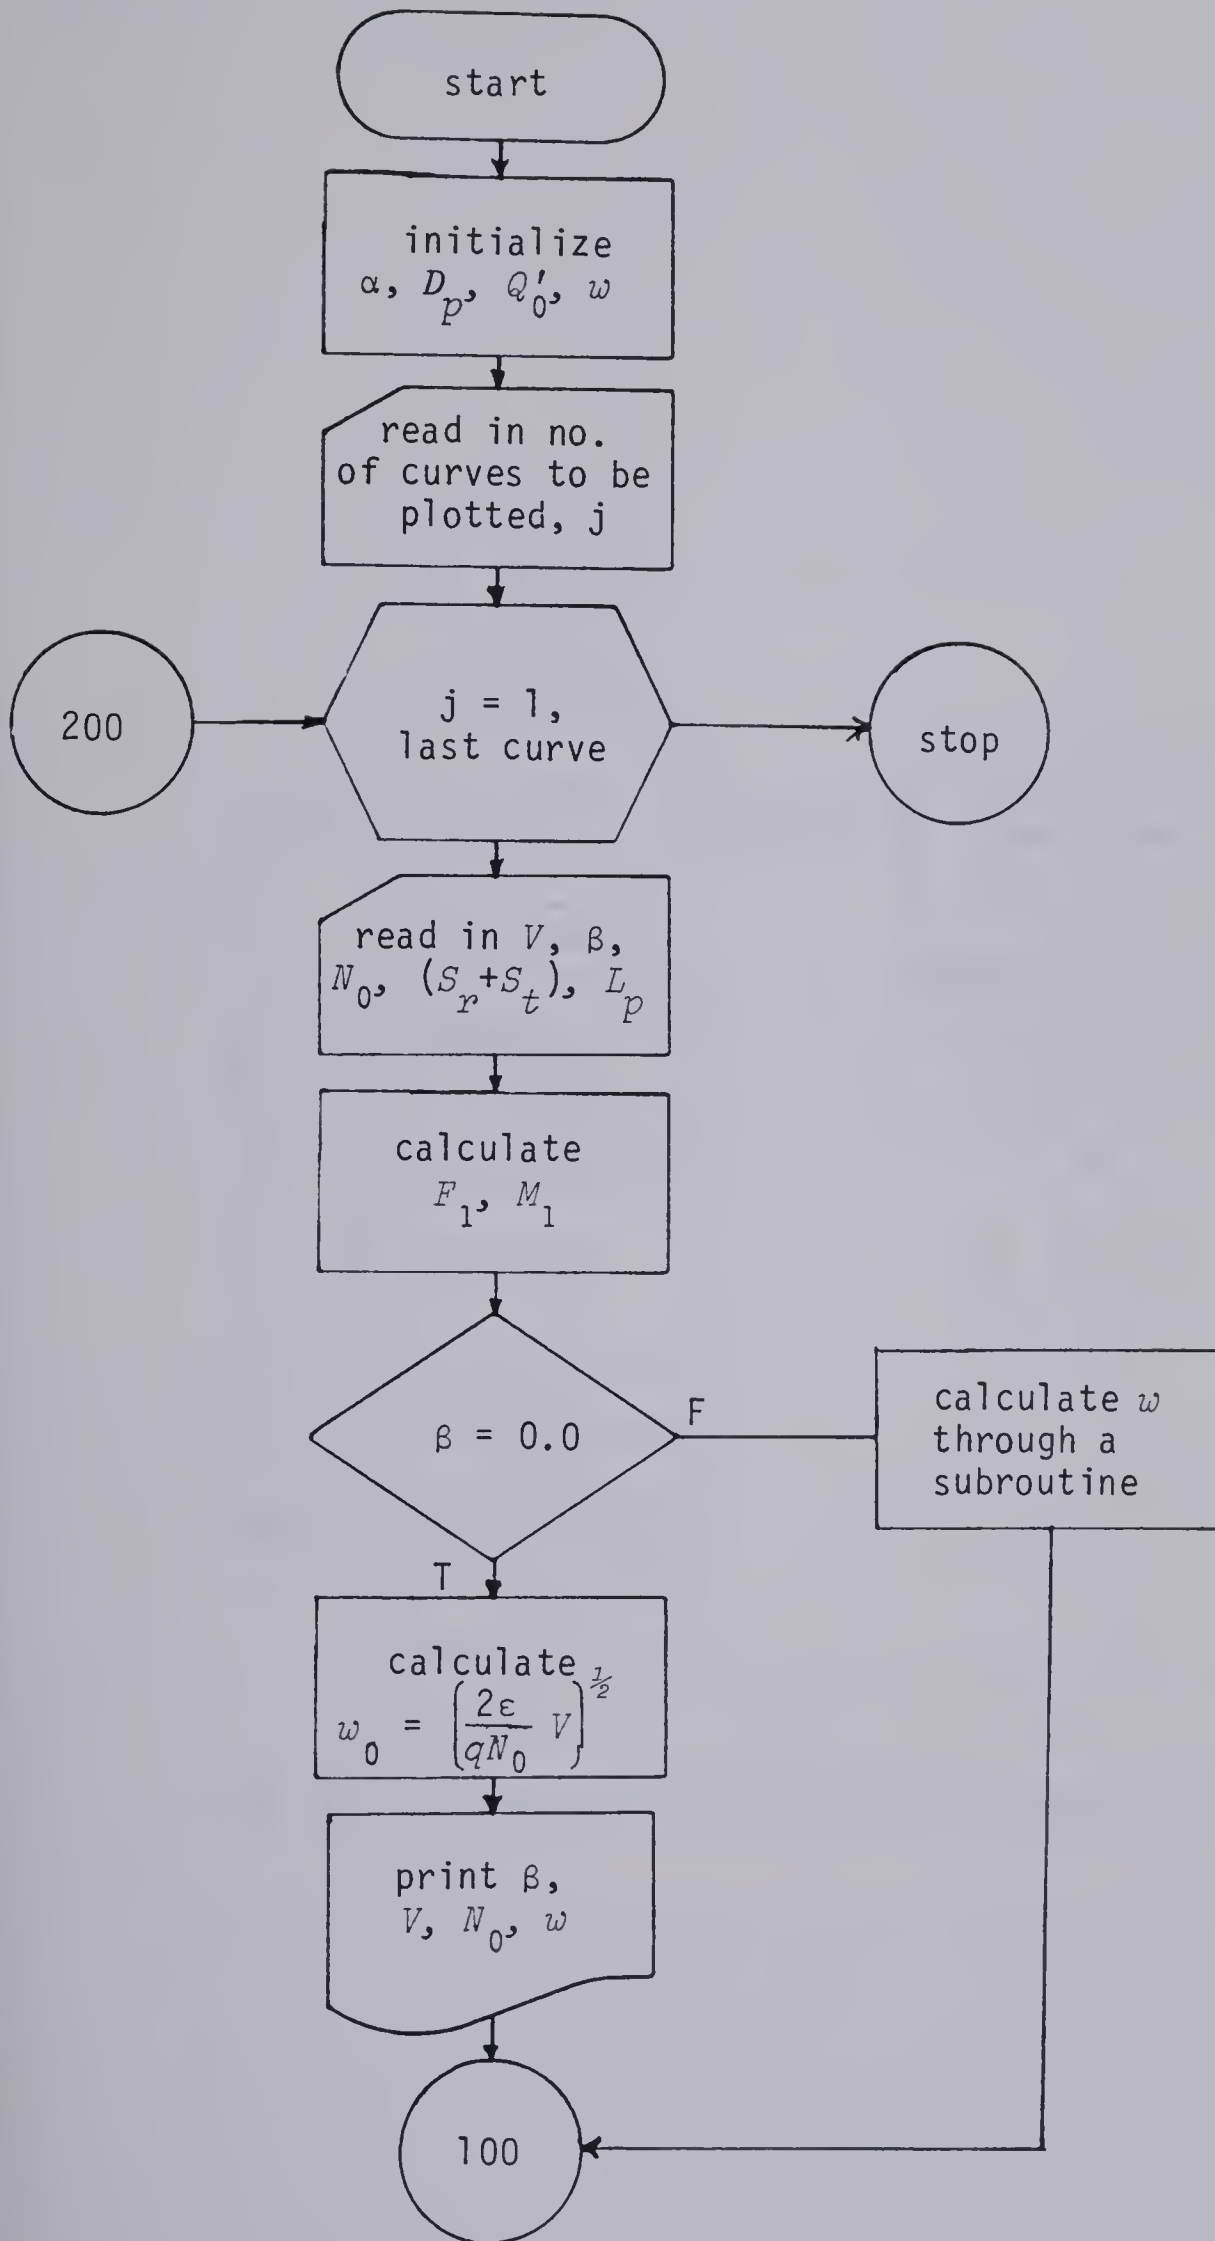 start
initialize
α, D_p, Q'_0, w
read in no.
of curves to be
plotted, j
200
j = 1,
last curve
stop
read in V, β,
N_0, (S_r+S_t), L_p
calculate
F_1, M_1
β = 0.0
F
calculate w
through a
subroutine
T
calculate
w_0 = (2ε/qN_0 V)^½
print β,
V, N_0, w
100